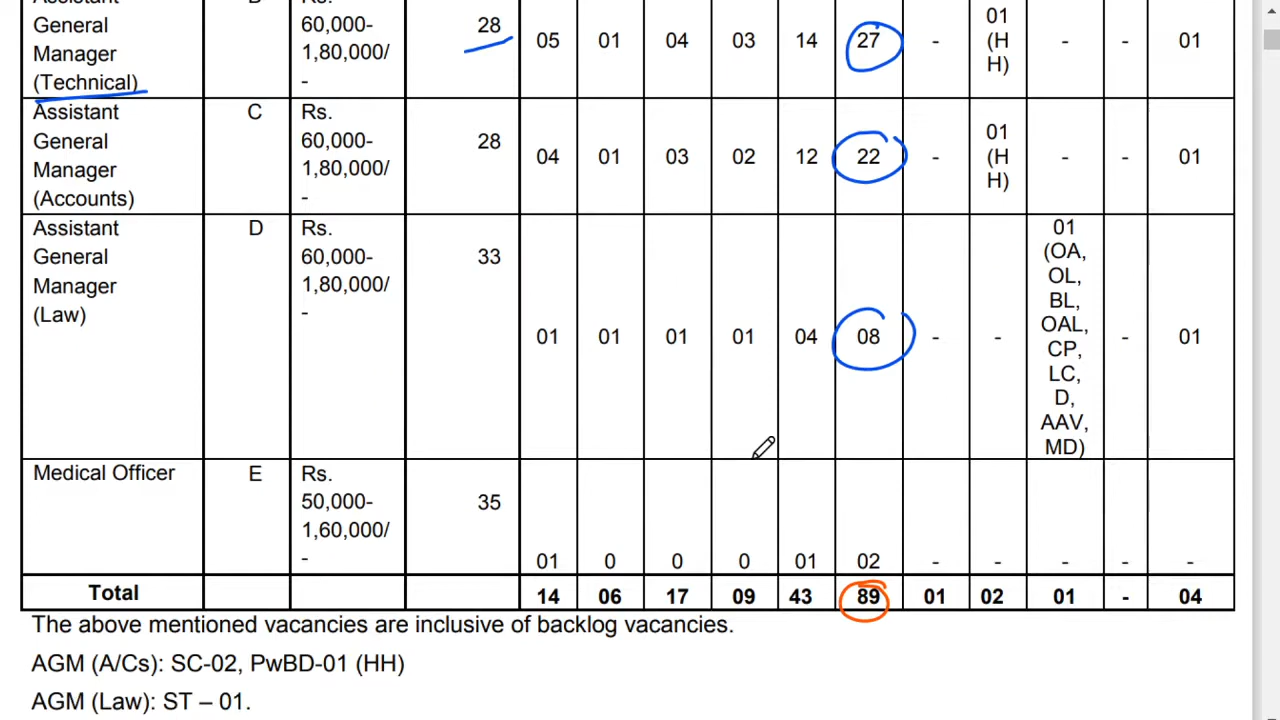 General
Manager
(Technical)
Rs.
60,000-
1,80,000/
-
28
05 01 04 03 14 27 -
01
(H
H)
- - 01
Assistant
General
Manager
(Accounts)
C
Rs.
60,000-
1,80,000/
-
28
04 01 03 02 12 22 -
01
(H
H)
- - 01
Assistant
General
Manager
(Law)
D
Rs.
60,000-
1,80,000/
-
33
01 01 01 01 04 08 - -
01
(OA,
OL,
BL,
OAL,
CP,
LC,
D,
AAV,
MD)
- 01
Medical Officer
E
Rs.
50,000-
1,60,000/
-
35
01 0 0 0 01 02 - - - - -
Total 14 06 17 09 43 89 01 02 01 - 04
The above mentioned vacancies are inclusive of backlog vacancies.
AGM (A/Cs): SC-02, PwBD-01 (HH)
AGM (Law): ST – 01.